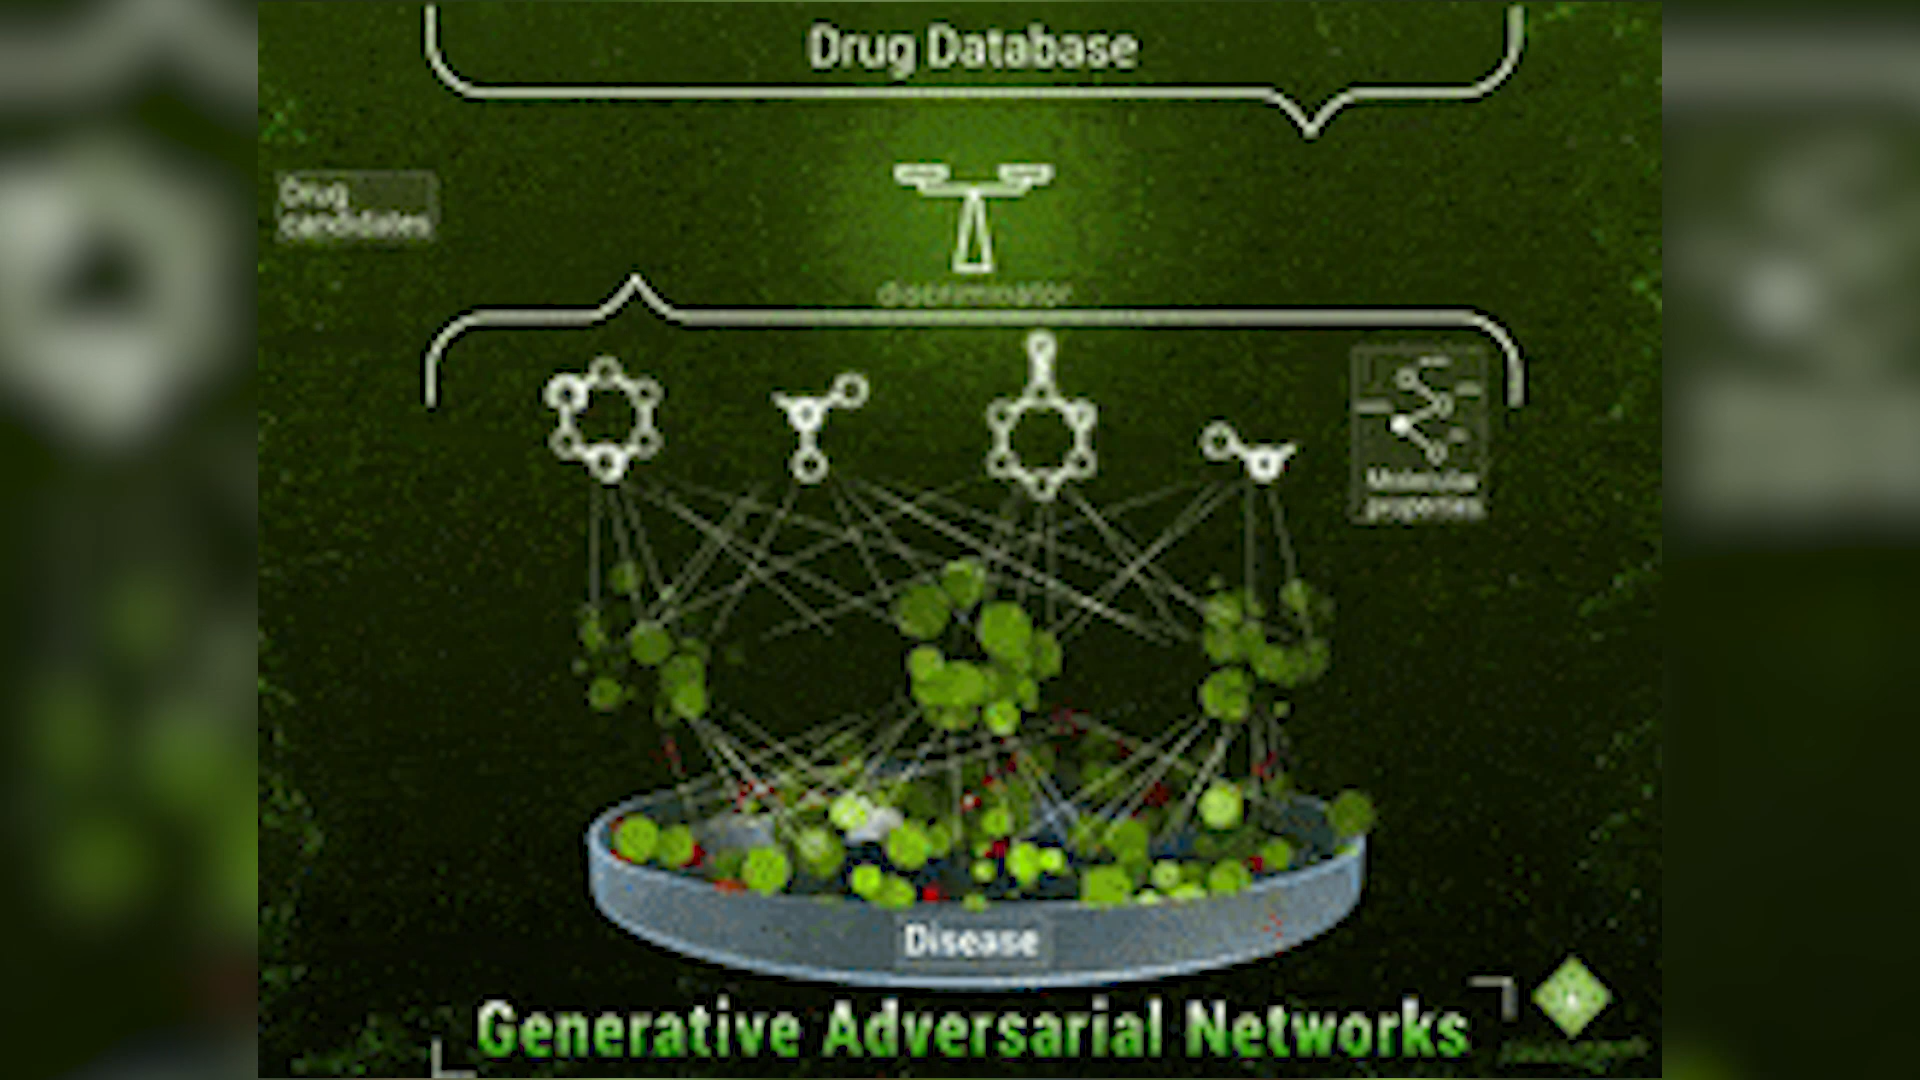 Drug Database
Drug
candidates
discriminator
Molecular
properties
Disease
Generative Adversarial Networks